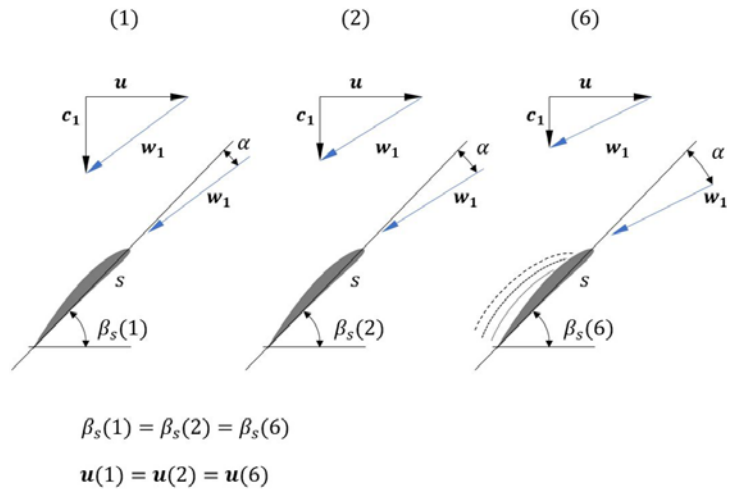 (1) (2) (6)
u u u
c₁ c₁ c₁
w₁ w₁ w₁
α α α
w₁ w₁ w₁
s s s
βₛ(1) βₛ(2) βₛ(6)
βₛ(1) = βₛ(2) = βₛ(6)
u(1) = u(2) = u(6)